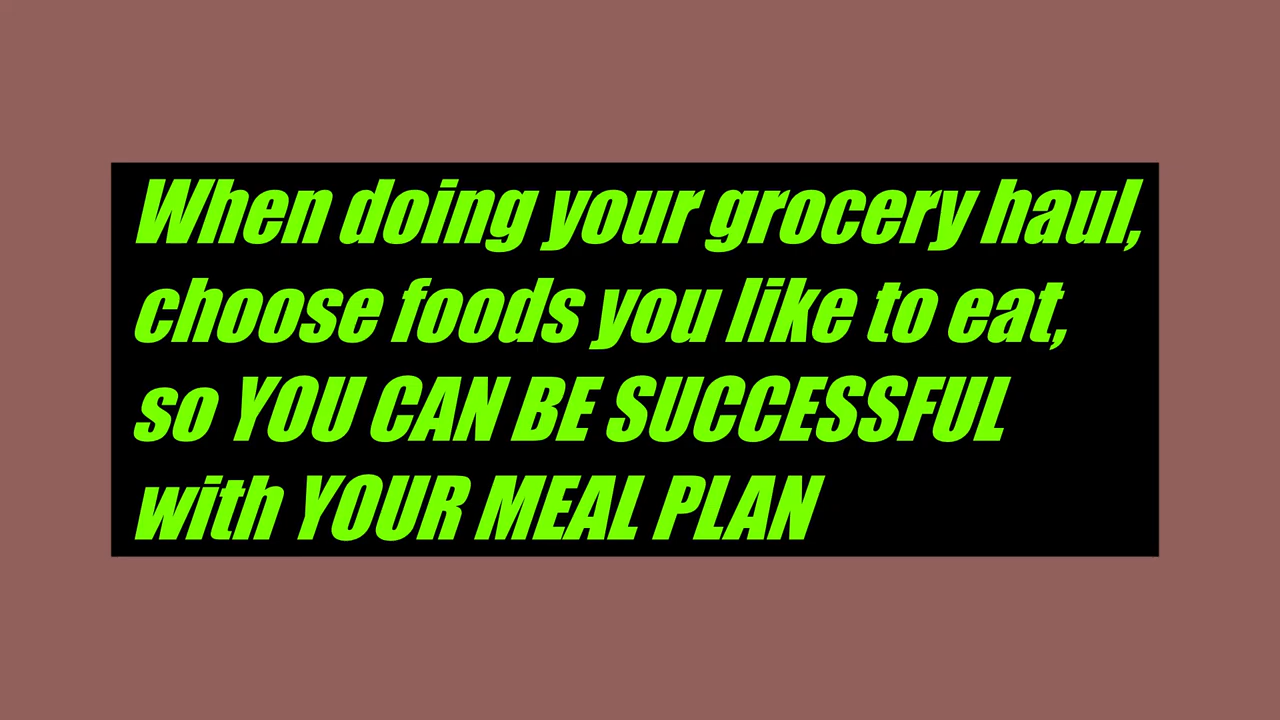 When doing your grocery haul,
choose foods you like to eat,
so YOU CAN BE SUCCESSFUL
with YOUR MEAL PLAN